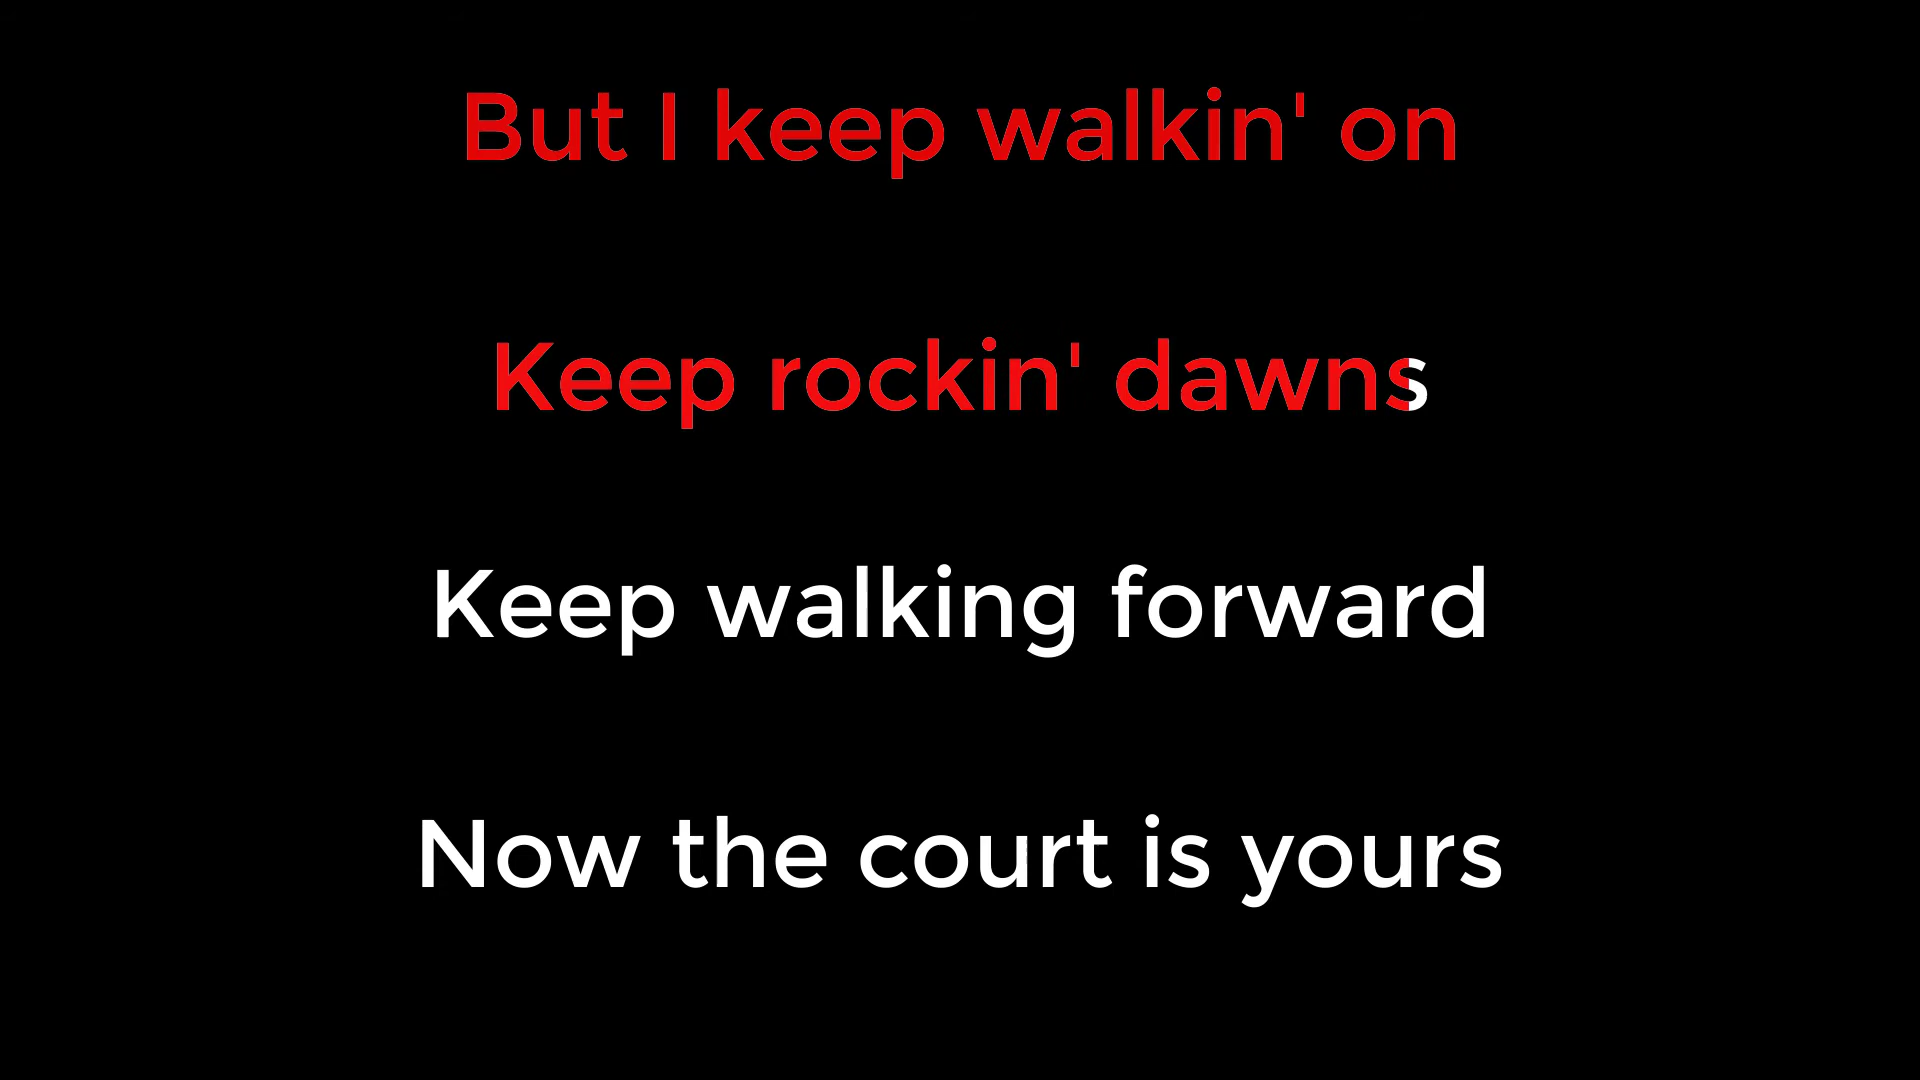 But I keep walkin' on
Keep rockin' dawns
Keep walking forward
Now the court is yours